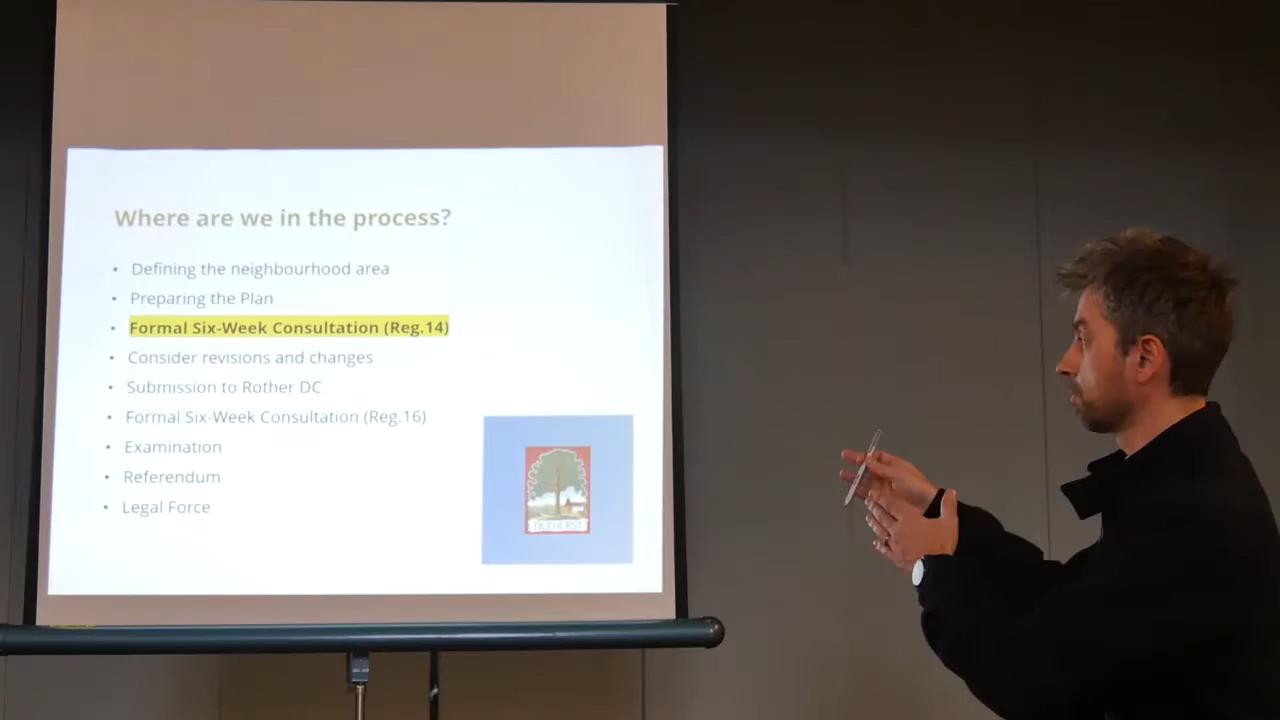 Where are we in the process?
• Defining the neighbourhood area
• Preparing the Plan
• Formal Six-Week Consultation (Reg.14)
• Consider revisions and changes
• Submission to Rother DC
• Formal Six-Week Consultation (Reg.16)
• Examination
• Referendum
• Legal Force
TICEHURST